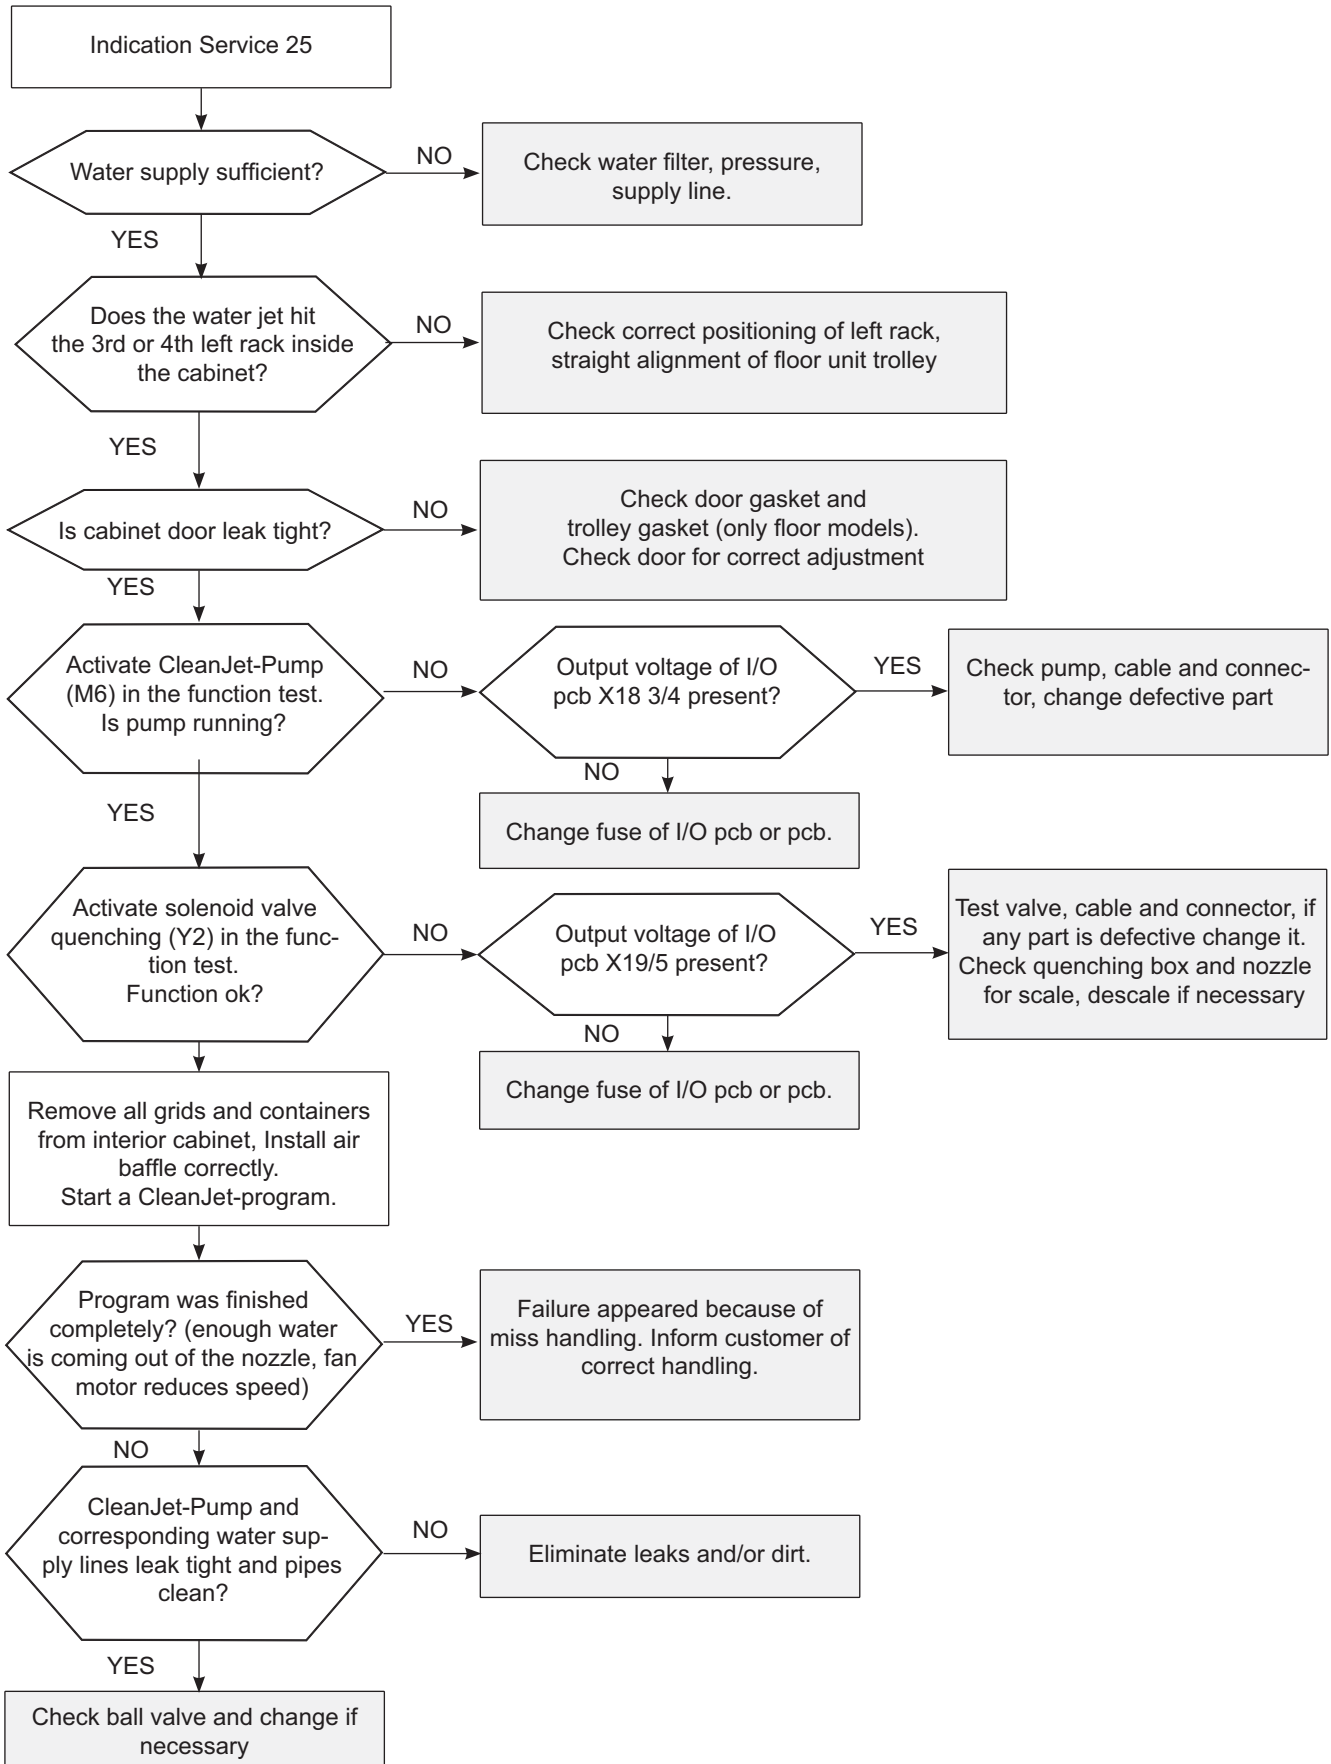 Indication Service 25
Water supply sufficient?
NO
Check water filter, pressure,
supply line.
YES
Does the water jet hit
the 3rd or 4th left rack inside
the cabinet?
NO
Check correct positioning of left rack,
straight alignment of floor unit trolley
YES
Is cabinet door leak tight?
NO
Check door gasket and
trolley gasket (only floor models).
Check door for correct adjustment
YES
Activate CleanJet-Pump
(M6) in the function test.
Is pump running?
NO
Output voltage of I/O
pcb X18 3/4 present?
YES
Check pump, cable and connec-
tor, change defective part
NO
Change fuse of I/O pcb or pcb.
YES
Activate solenoid valve
quenching (Y2) in the func-
tion test.
Function ok?
NO
Output voltage of I/O
pcb X19/5 present?
YES
Test valve, cable and connector, if
any part is defective change it.
Check quenching box and nozzle
for scale, descale if necessary
NO
Change fuse of I/O pcb or pcb.
Remove all grids and containers
from interior cabinet, Install air
baffle correctly.
Start a CleanJet-program.
Program was finished
completely? (enough water
is coming out of the nozzle, fan
motor reduces speed)
YES
Failure appeared because of
miss handling. Inform customer of
correct handling.
NO
CleanJet-Pump and
corresponding water sup-
ply lines leak tight and pipes
clean?
NO
Eliminate leaks and/or dirt.
YES
Check ball valve and change if
necessary